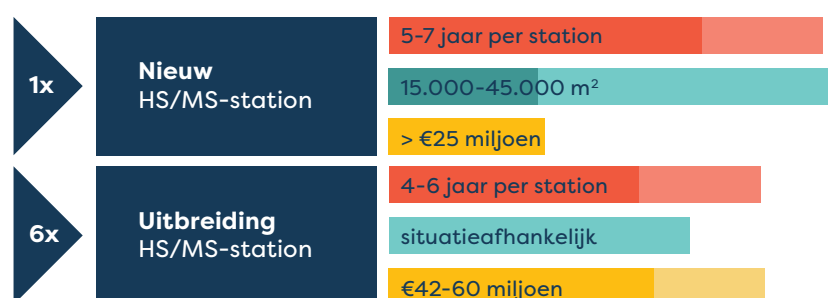 1x
Nieuw
HS/MS-station
5-7 jaar per station
15.000-45.000 m²
> €25 miljoen
6x
Uitbreiding
HS/MS-station
4-6 jaar per station
situatieafhankelijk
€42-60 miljoen